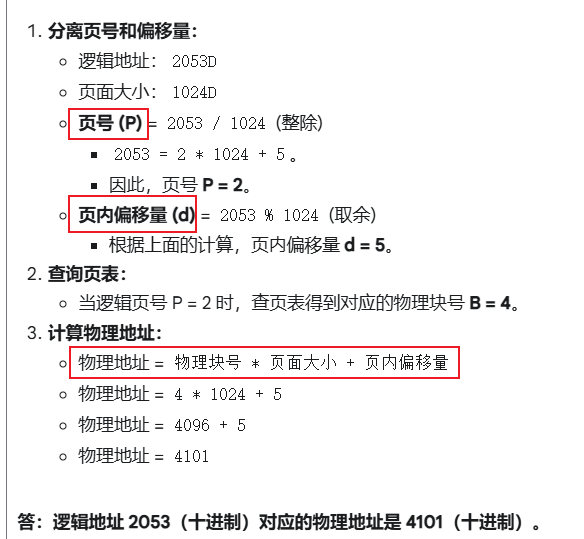 1. 分离页号和偏移量：
逻辑地址： 2053D
页面大小： 1024D
页号 (P) = 2053 / 1024 (整除)
2053 = 2 * 1024 + 5 。
因此，页号 P = 2。
页内偏移量 (d) = 2053 % 1024 (取余)
根据上面的计算，页内偏移量 d = 5。
2. 查询页表：
当逻辑页号 P = 2 时，查页表得到对应的物理块号 B = 4。
3. 计算物理地址：
物理地址 = 物理块号 * 页面大小 + 页内偏移量
物理地址 = 4 * 1024 + 5
物理地址 = 4096 + 5
物理地址 = 4101
答：逻辑地址 2053（十进制）对应的物理地址是 4101（十进制）。